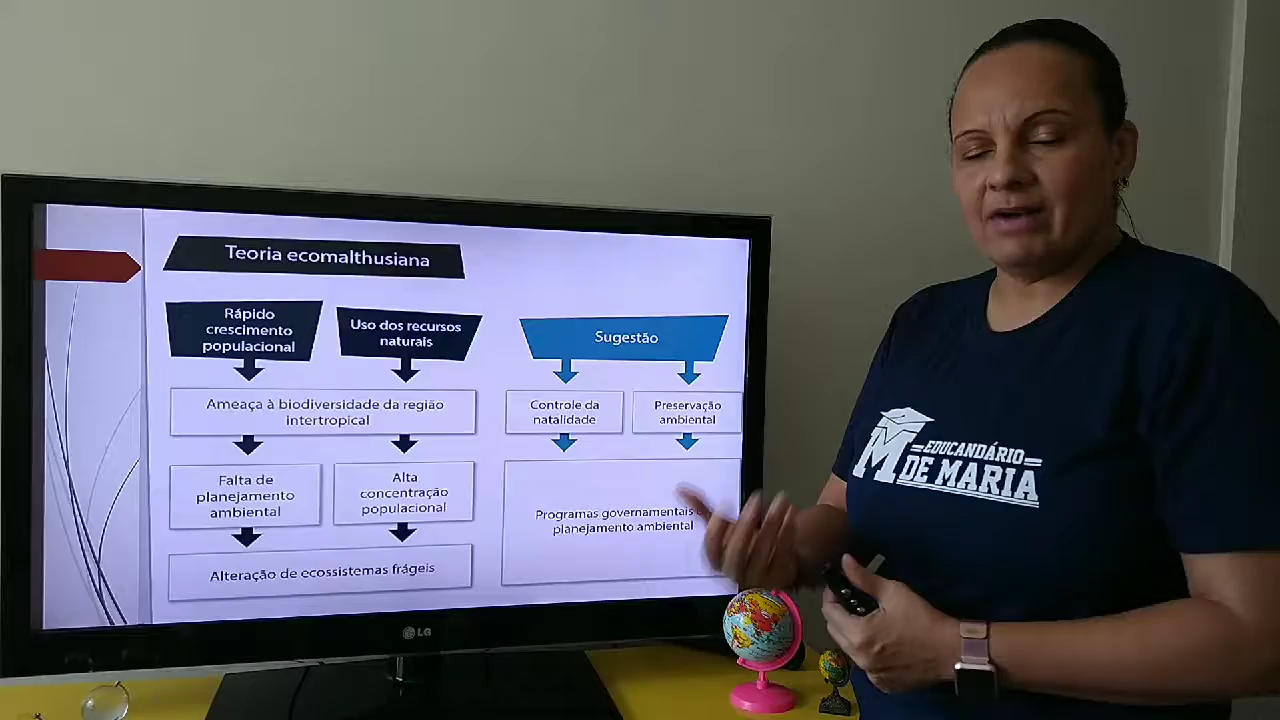 Teoria ecomalthusiana
Rápido
crescimento
populacional
Uso dos recursos
naturais
Ameaça à biodiversidade da região
intertropical
Falta de
planejamento
ambiental
Alta
concentração
populacional
Alteração de ecossistemas frágeis
Sugestão
Controle da
natalidade
Preservação
ambiental
Programas governamentais
planejamento ambiental
LG
M EDUCANDÁRIO
DE MARIA